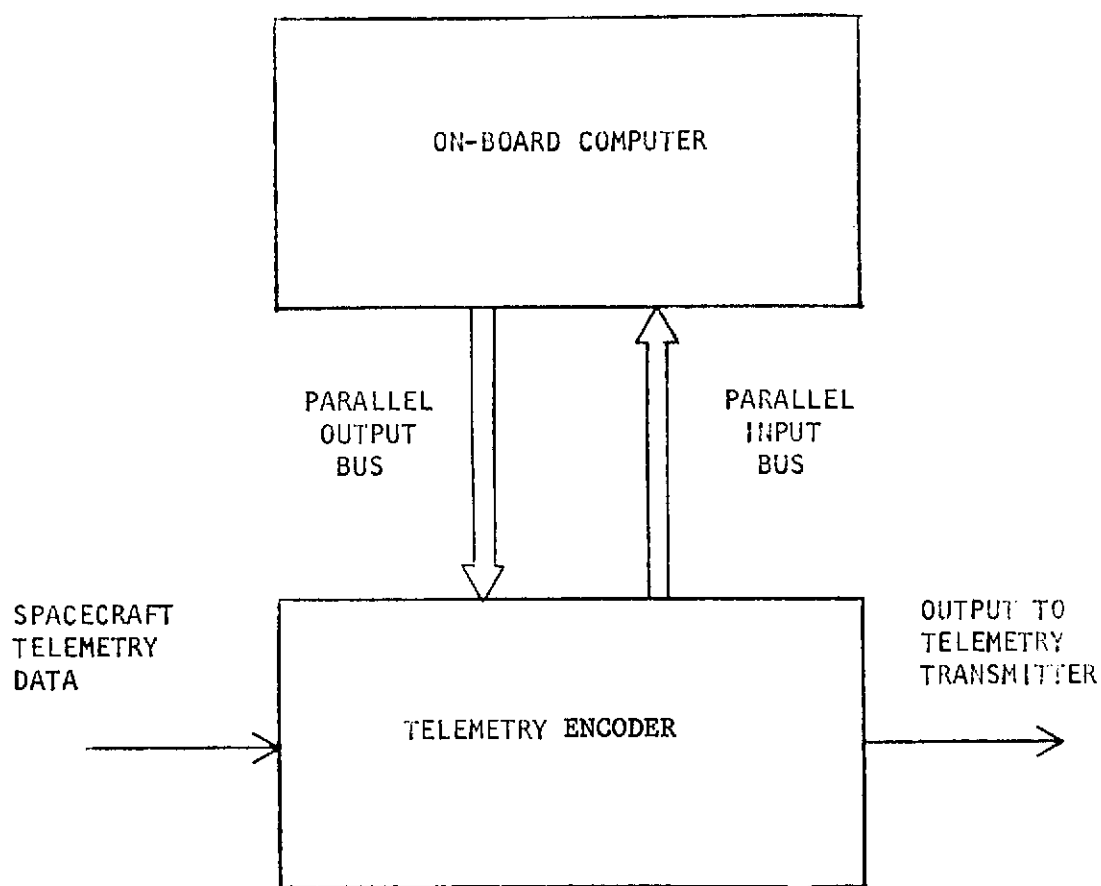 ON-BOARD COMPUTER
PARALLEL
OUTPUT
BUS
PARALLEL
INPUT
BUS
SPACECRAFT
TELEMETRY
DATA
OUTPUT TO
TELEMETRY
TRANSMITTER
TELEMETRY ENCODER